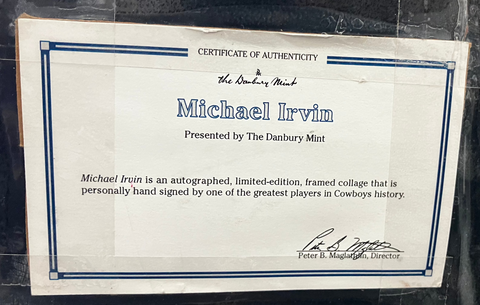 CERTIFICATE OF AUTHENTICITY
the Danbury Mint
Michael Irvin
Presented by The Danbury Mint
Michael Irvin is an autographed, limited-edition, framed collage that is
personally hand signed by one of the greatest players in Cowboys history.
Peter B. Maglathlin, Director